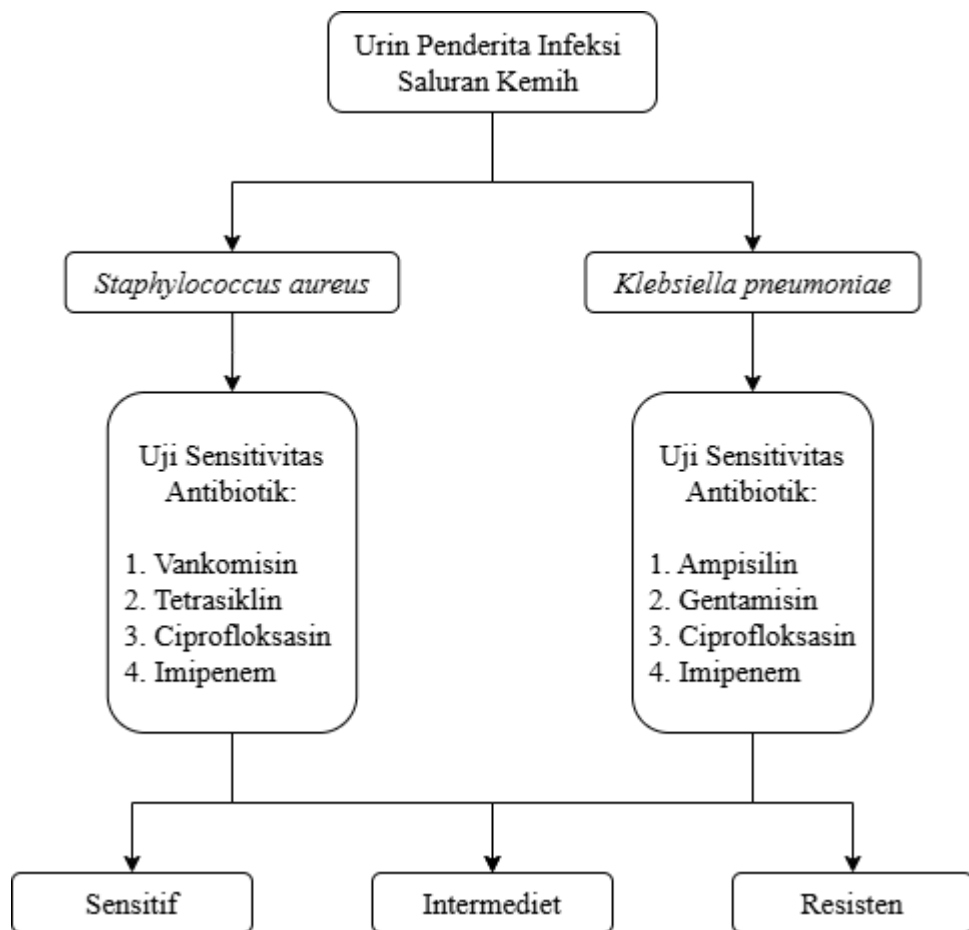 Urin Penderita Infeksi
Saluran Kemih
Staphylococcus aureus
Klebsiella pneumoniae
Uji Sensitivitas
Antibiotik:
1. Vankomisin
2. Tetrasiklin
3. Ciprofloksasin
4. Imipenem
Uji Sensitivitas
Antibiotik:
1. Ampisilin
2. Gentamisin
3. Ciprofloksasin
4. Imipenem
Sensitif
Intermediet
Resisten